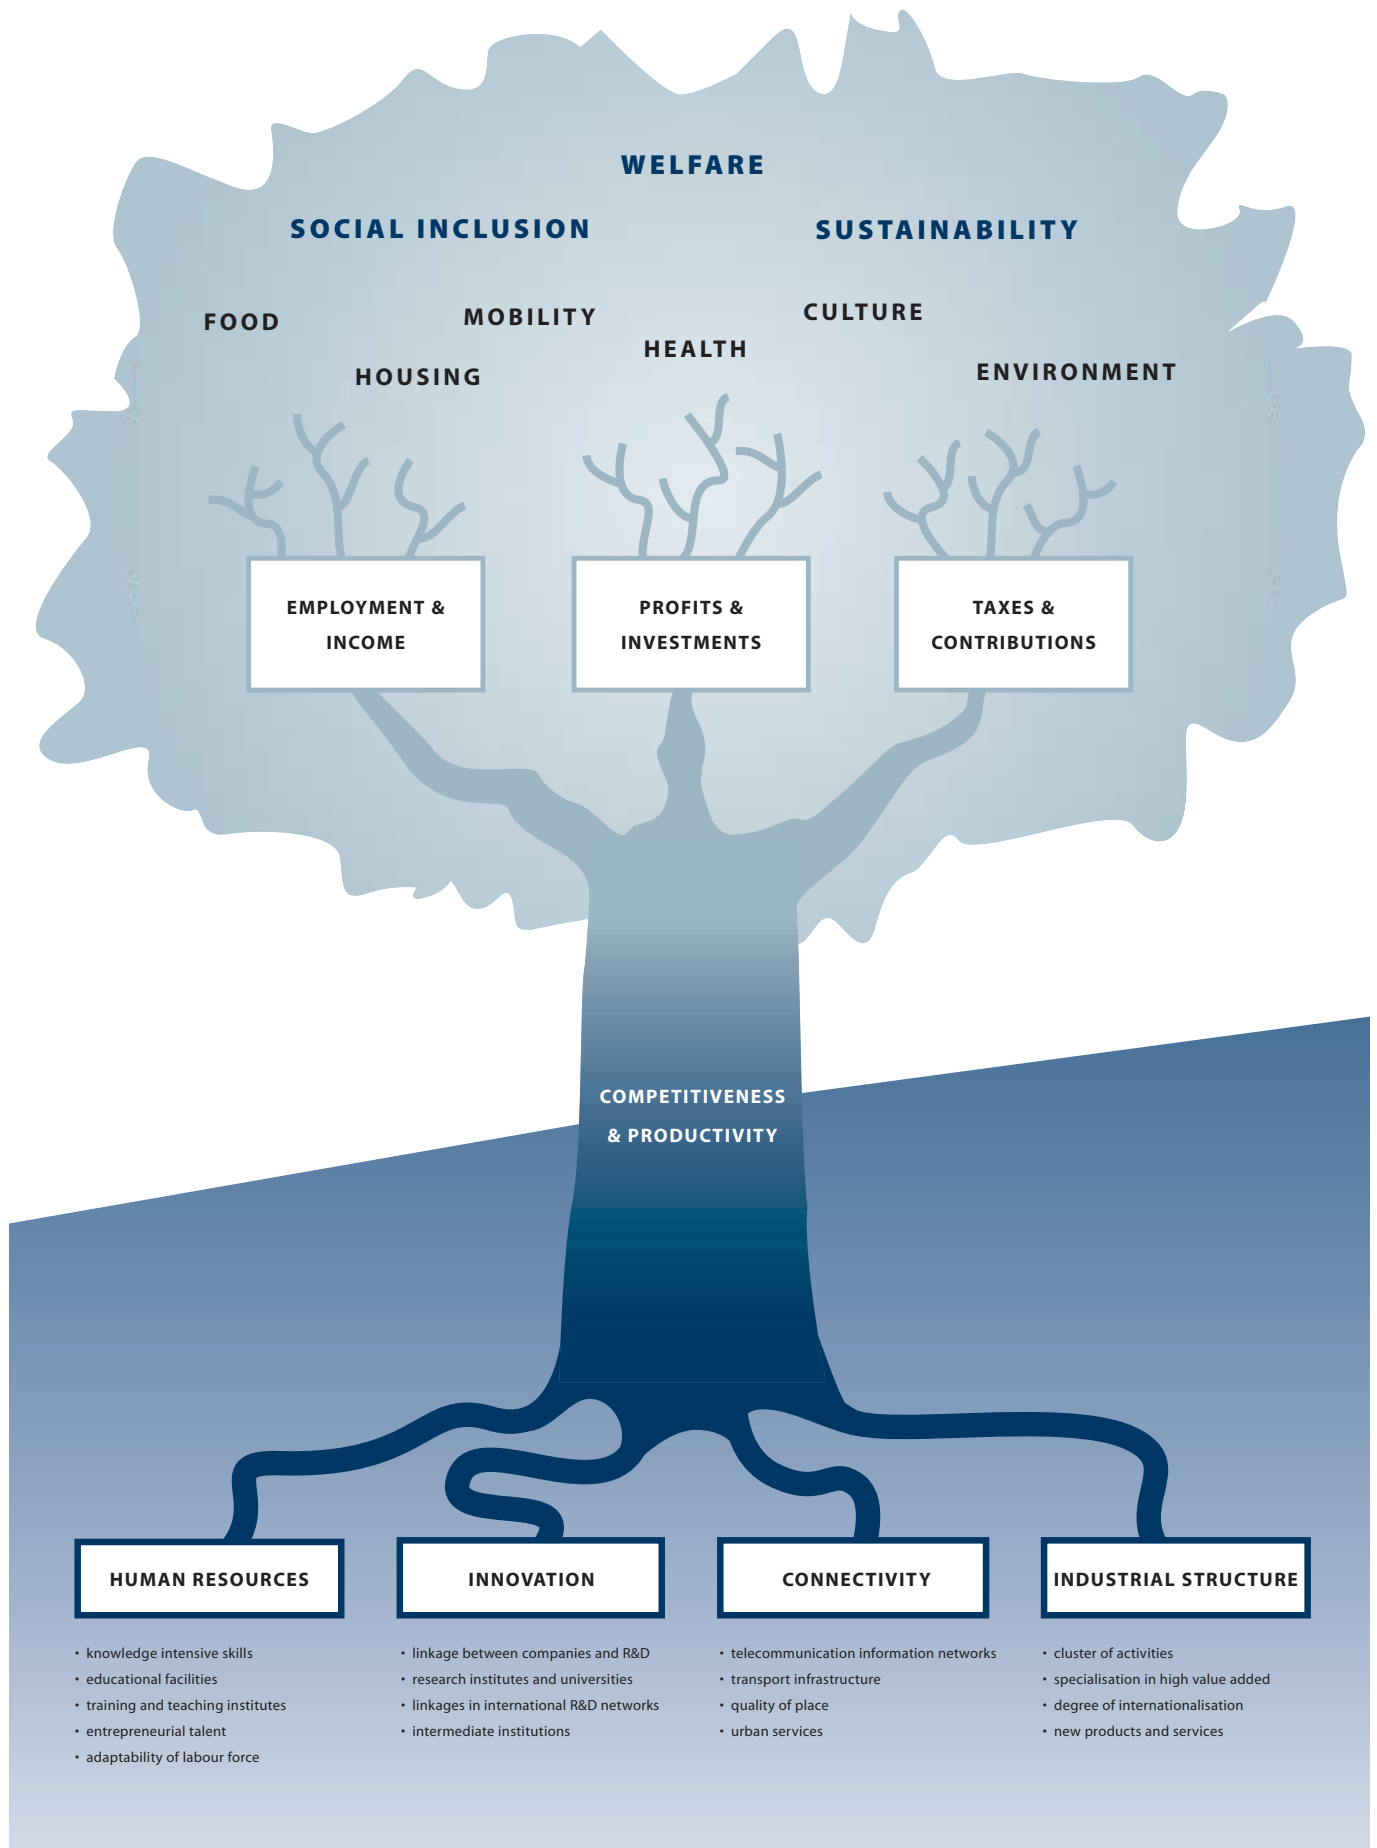 WELFARE
SOCIAL INCLUSION
SUSTAINABILITY
FOOD
MOBILITY
CULTURE
HEALTH
HOUSING
ENVIRONMENT
EMPLOYMENT &
INCOME
PROFITS &
INVESTMENTS
TAXES &
CONTRIBUTIONS
COMPETITIVENESS
& PRODUCTIVITY
HUMAN RESOURCES
• knowledge intensive skills
• educational facilities
• training and teaching institutes
• entrepreneurial talent
• adaptability of labour force
INNOVATION
• linkage between companies and R&D
• research institutes and universities
• linkages in international R&D networks
• intermediate institutions
CONNECTIVITY
• telecommunication information networks
• transport infrastructure
• quality of place
• urban services
INDUSTRIAL STRUCTURE
• cluster of activities
• specialisation in high value added
• degree of internationalisation
• new products and services